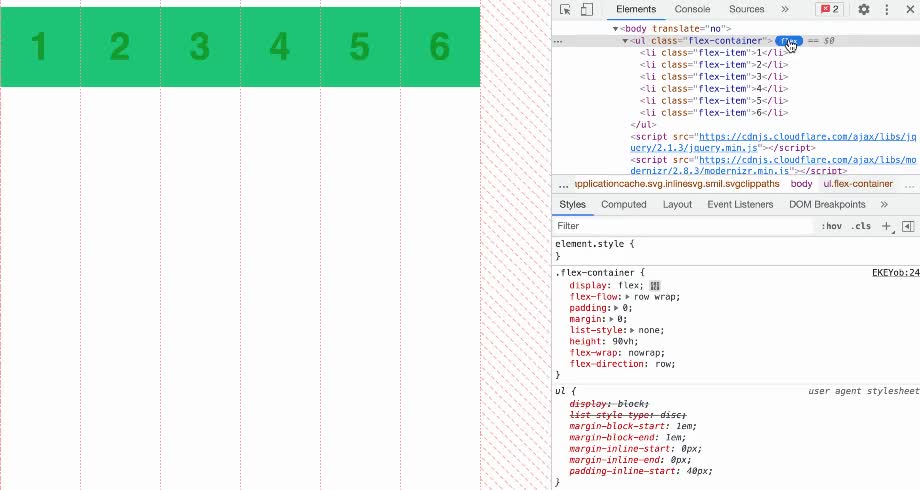 1 2 3 4 5 6
Elements Console Sources » 2
<body translate="no">
… <ul class="flex-container"> flex == $0
<li class="flex-item">1</li>
<li class="flex-item">2</li>
<li class="flex-item">3</li>
<li class="flex-item">4</li>
<li class="flex-item">5</li>
<li class="flex-item">6</li>
</ul>
<script src="https://cdnjs.cloudflare.com/ajax/libs/jq
uery/2.1.3/jquery.min.js"></script>
<script src="https://cdnjs.cloudflare.com/ajax/libs/mo
dernizr/2.8.3/modernizr.min.js"></script>
… applicationcache.svg.inlinesvg.smil.svgclippaths body ul.flex-container …
Styles Computed Layout Event Listeners DOM Breakpoints »
Filter :hov .cls +
element.style {
}
.flex-container { EKEYob:24
display: flex;
flex-flow: row wrap;
padding: 0;
margin: 0;
list-style: none;
height: 90vh;
flex-wrap: nowrap;
flex-direction: row;
}
ul { user agent stylesheet
display: block;
list-style-type: disc;
margin-block-start: 1em;
margin-block-end: 1em;
margin-inline-start: 0px;
margin-inline-end: 0px;
padding-inline-start: 40px;
}